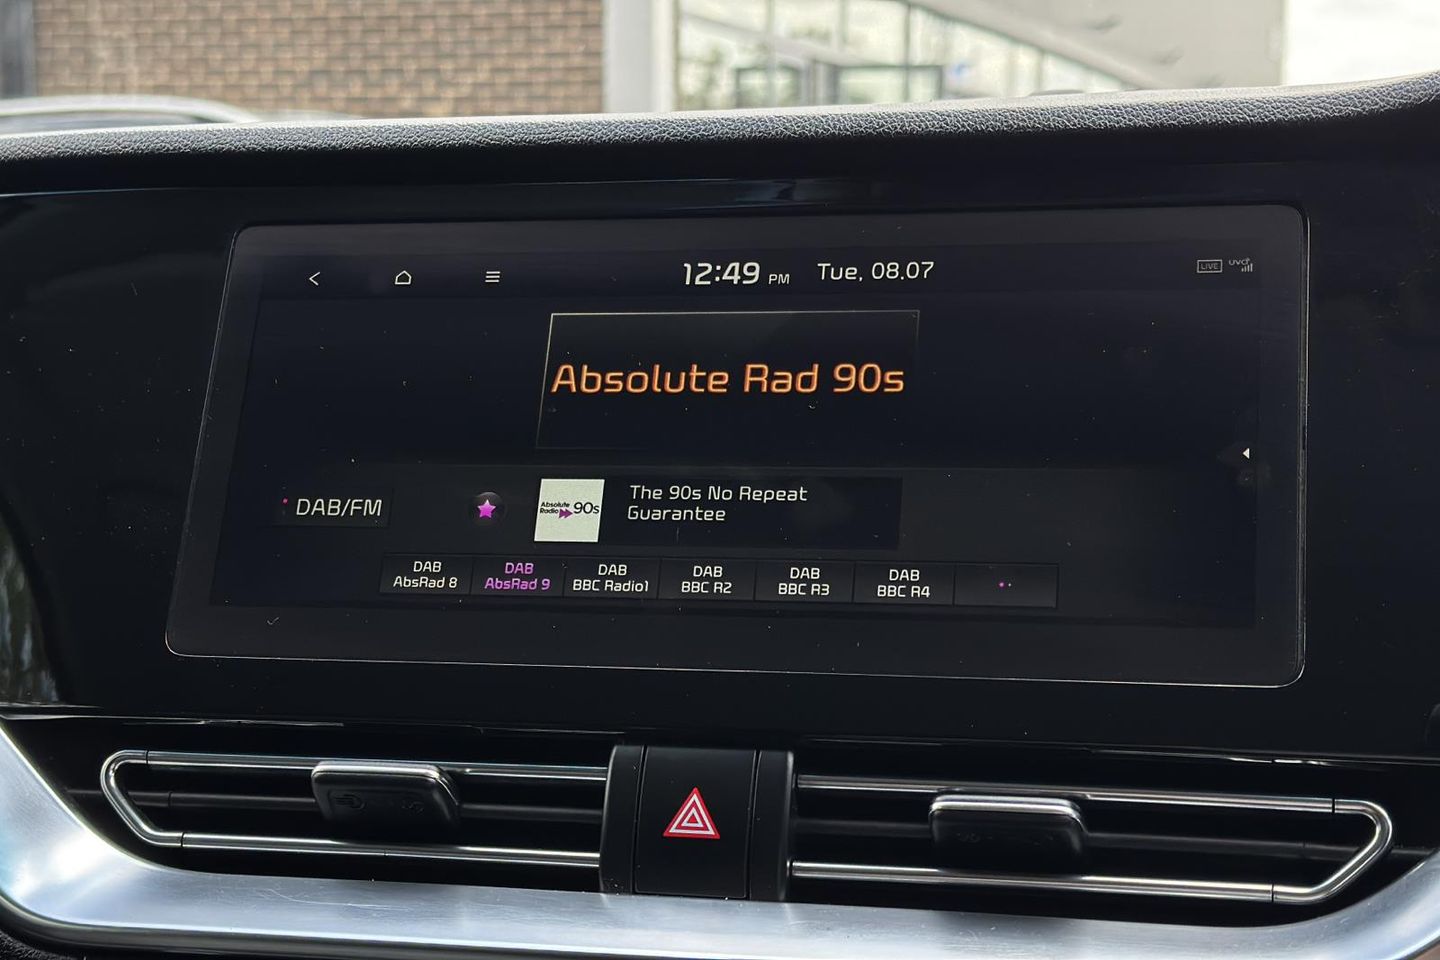 12:49 PM Tue, 08.07
LIVE UVO
Absolute Rad 90s
DAB/FM
Absolute
Radio 90s
The 90s No Repeat
Guarantee
DAB
AbsRad 8
DAB
AbsRad 9
DAB
BBC Radio1
DAB
BBC R2
DAB
BBC R3
DAB
BBC R4